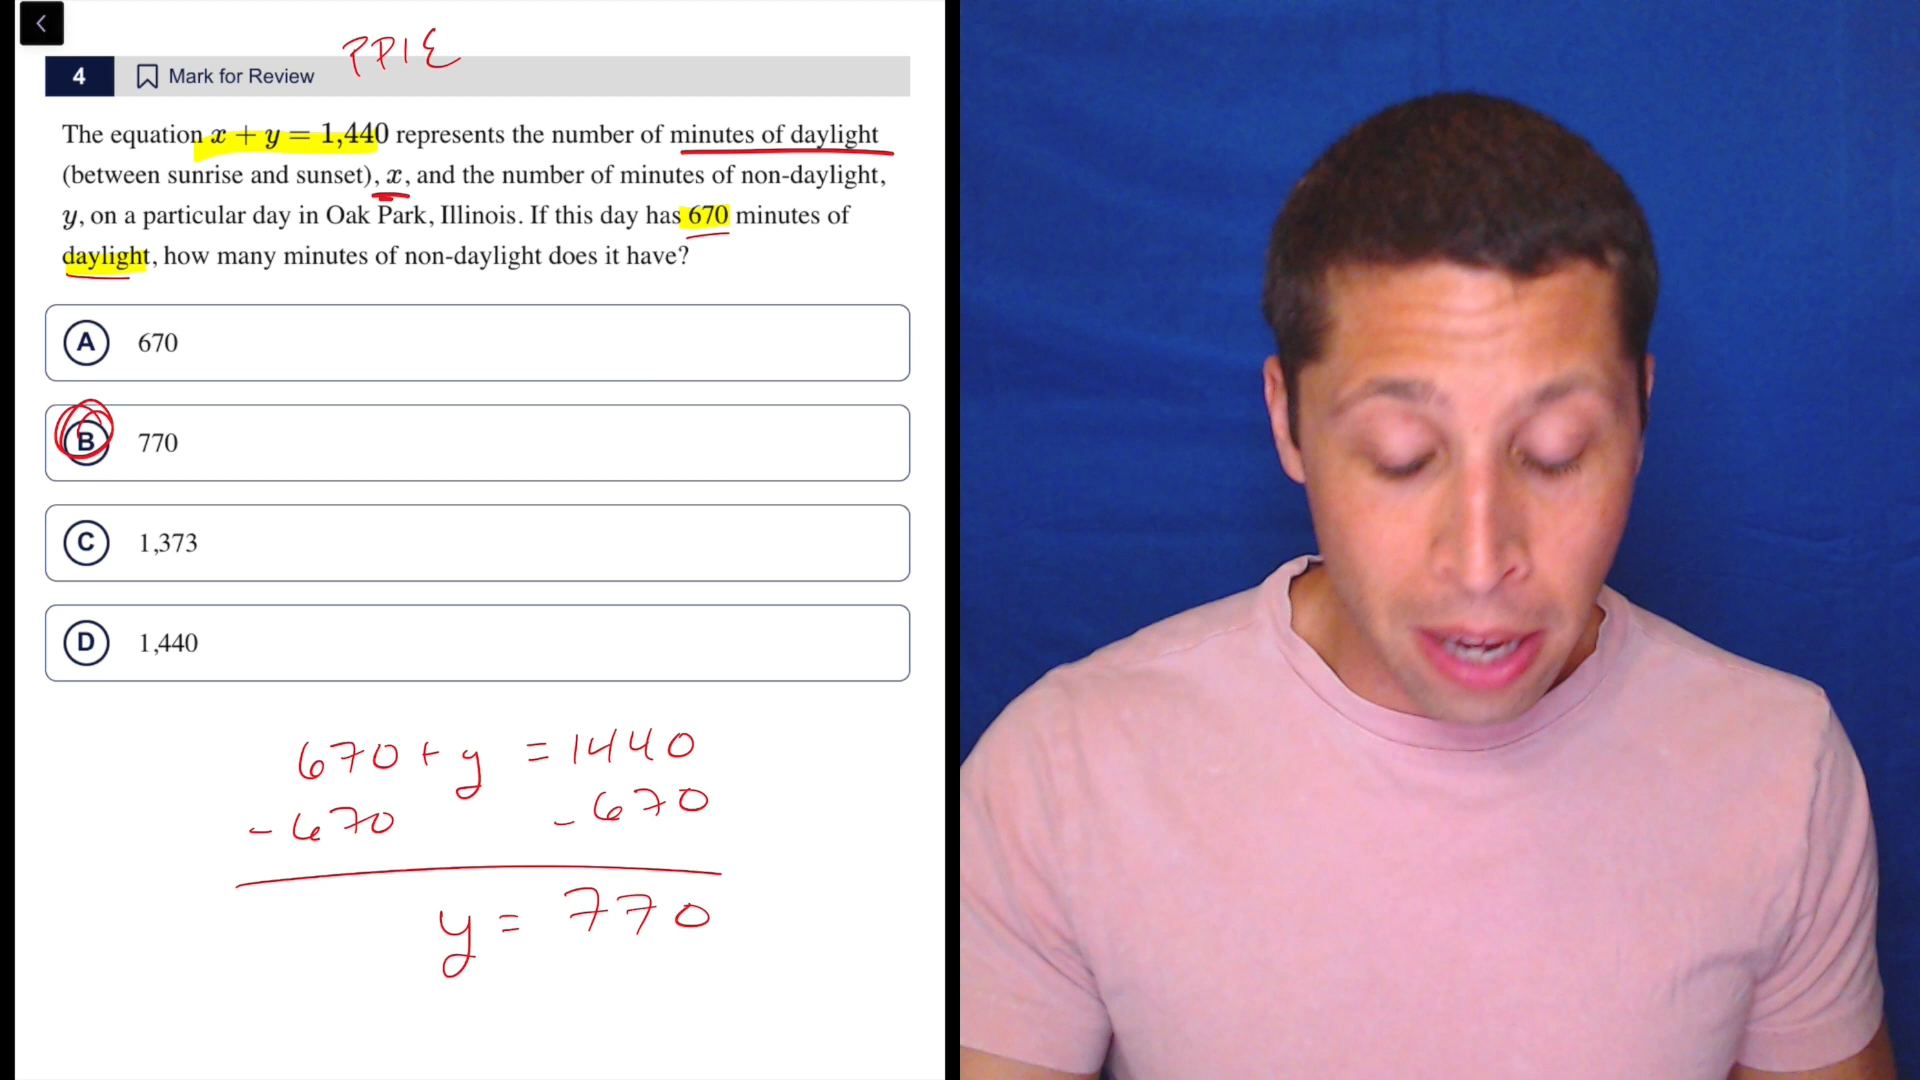 PPIE
4 Mark for Review
The equation x + y = 1,440 represents the number of minutes of daylight
(between sunrise and sunset), x, and the number of minutes of non-daylight,
y, on a particular day in Oak Park, Illinois. If this day has 670 minutes of
daylight, how many minutes of non-daylight does it have?
A 670
B 770
C 1,373
D 1,440
670 + y = 1440
- 670 - 670
y = 770